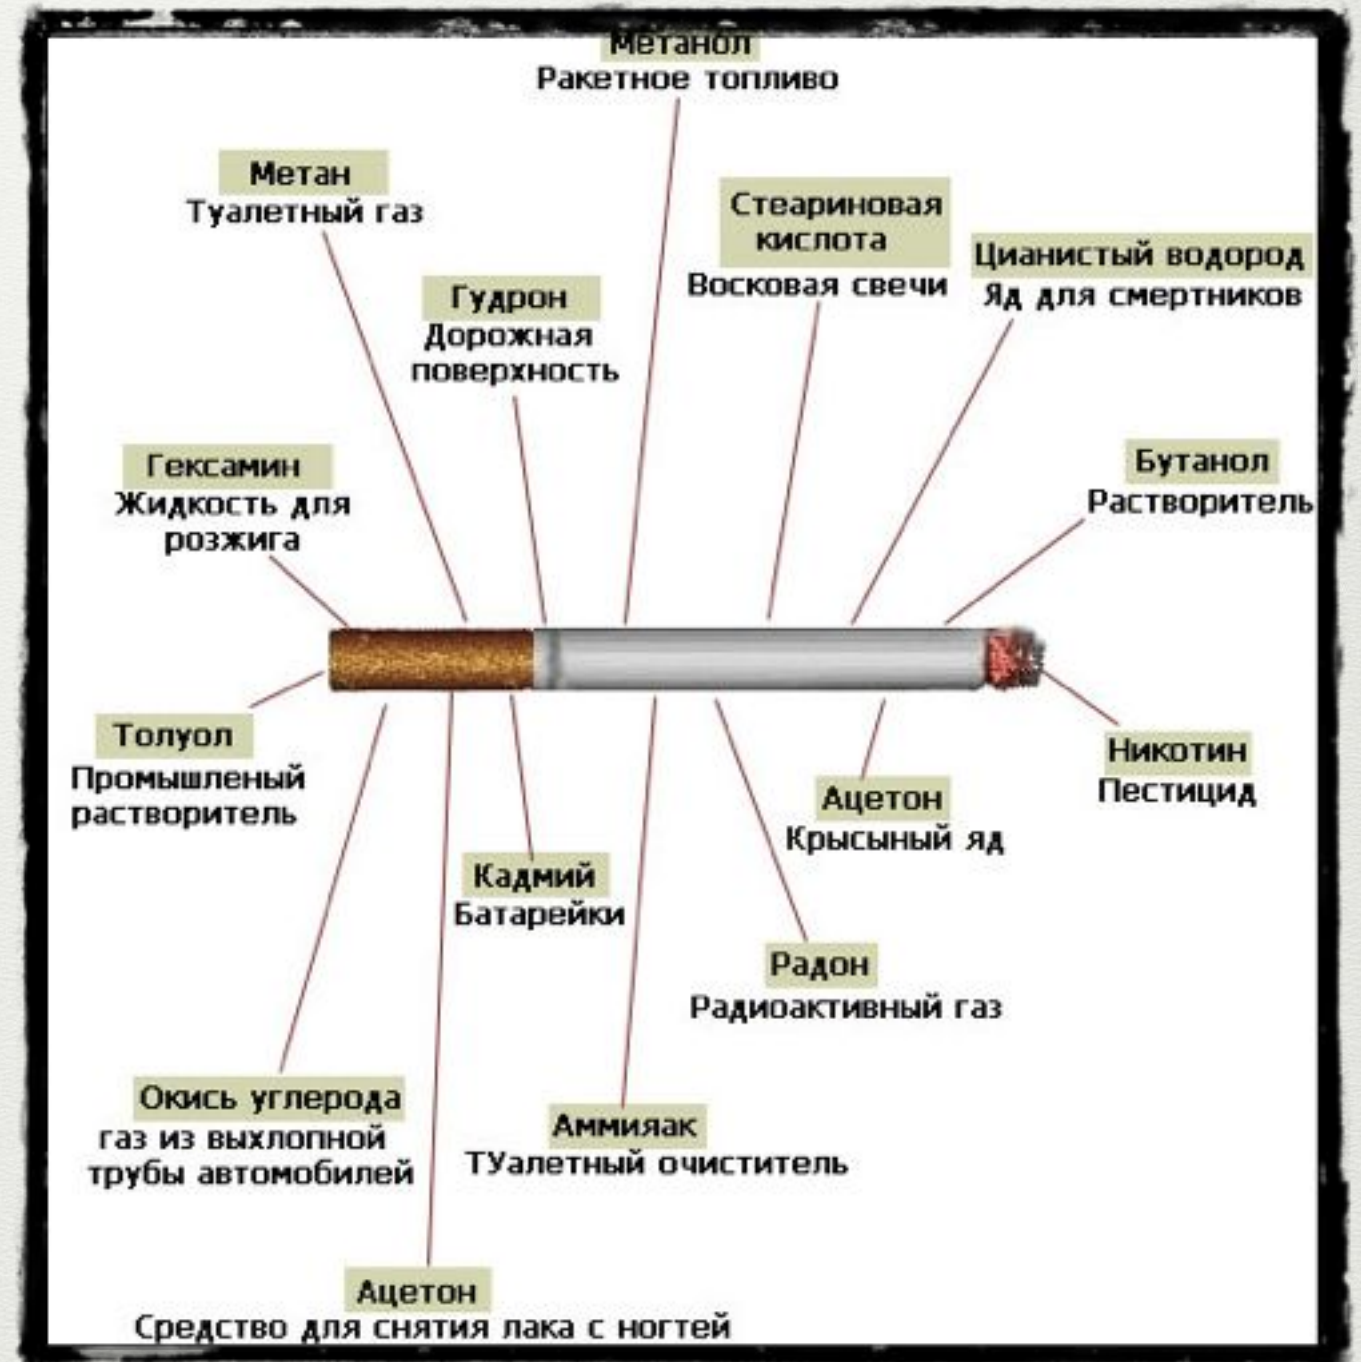 Метанол
Ракетное топливо
Метан
Туалетный газ
Стеариновая
кислота
Восковая свечи
Цианистый водород
Яд для смертников
Гудрон
Дорожная
поверхность
Гексамин
Жидкость для
розжига
Бутанол
Растворитель
Толуол
Промышленый
растворитель
Никотин
Пестицид
Ацетон
Крысыный яд
Кадмий
Батарейки
Радон
Радиоактивный газ
Окись углерода
газ из выхлопной
трубы автомобилей
Аммияак
ТУалетный очиститель
Ацетон
Средство для снятия лака с ногтей